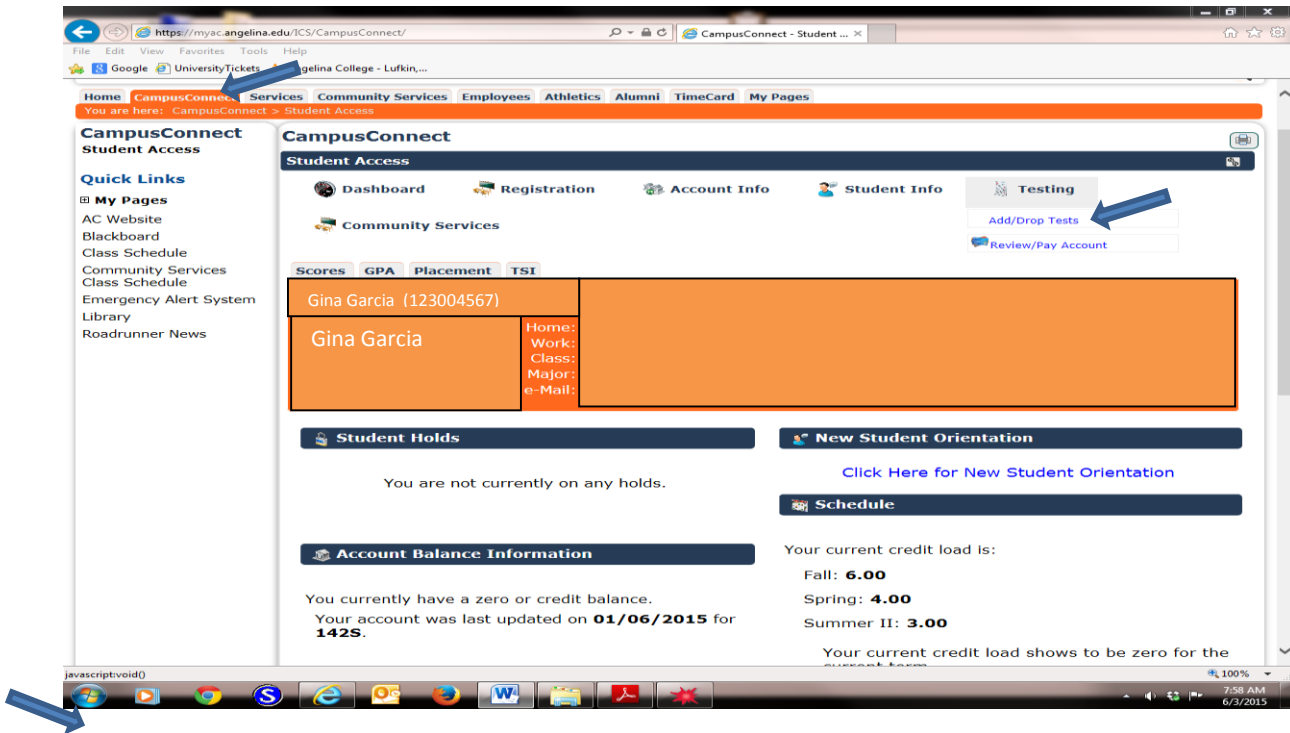 https://myac.angelina.edu/ICS/CampusConnect/
CampusConnect - Student ...
File Edit View Favorites Tools Help
Google UniversityTickets College - Lufkin,...
Home CampusConnect Services Community Services Employees Athletics Alumni TimeCard My Pages
You are here: CampusConnect > Student Access
CampusConnect
Student Access
Quick Links
My Pages
AC Website
Blackboard
Class Schedule
Community Services
Class Schedule
Emergency Alert System
Library
Roadrunner News
CampusConnect
Student Access
Dashboard Registration Account Info Student Info Testing
Community Services
Add/Drop Tests
Review/Pay Account
Scores GPA Placement TSI
Gina Garcia (123004567)
Gina Garcia
Home:
Work:
Class:
Major:
e-Mail:
Student Holds
You are not currently on any holds.
Account Balance Information
You currently have a zero or credit balance.
Your account was last updated on 01/06/2015 for
142S.
New Student Orientation
Click Here for New Student Orientation
Schedule
Your current credit load is:
Fall: 6.00
Spring: 4.00
Summer II: 3.00
Your current credit load shows to be zero for the
current term
javascript:void()
100%
7:58 AM
6/3/2015